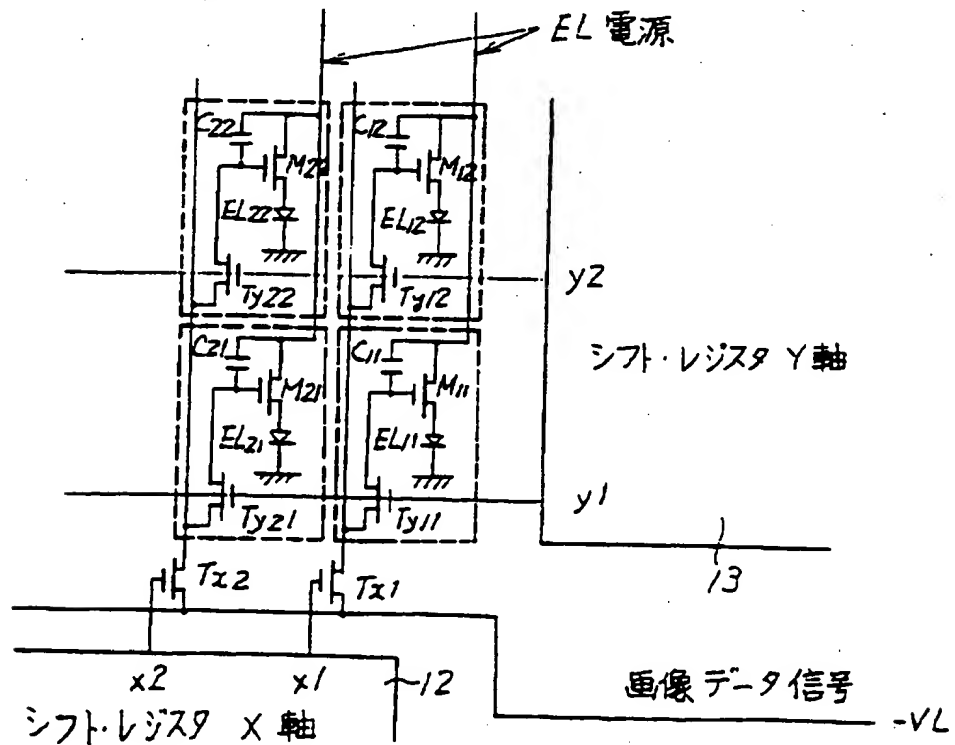 EL 電源
C22
M22
EL22
Ty22
C12
M12
EL12
Ty12
y2
C21
M21
EL21
Ty21
C11
M11
EL11
Ty11
シフト・レジスタ Y軸
y1
13
Tx2
Tx1
x2
x1
12
画像データ信号
-VL
シフト・レジスタ X軸